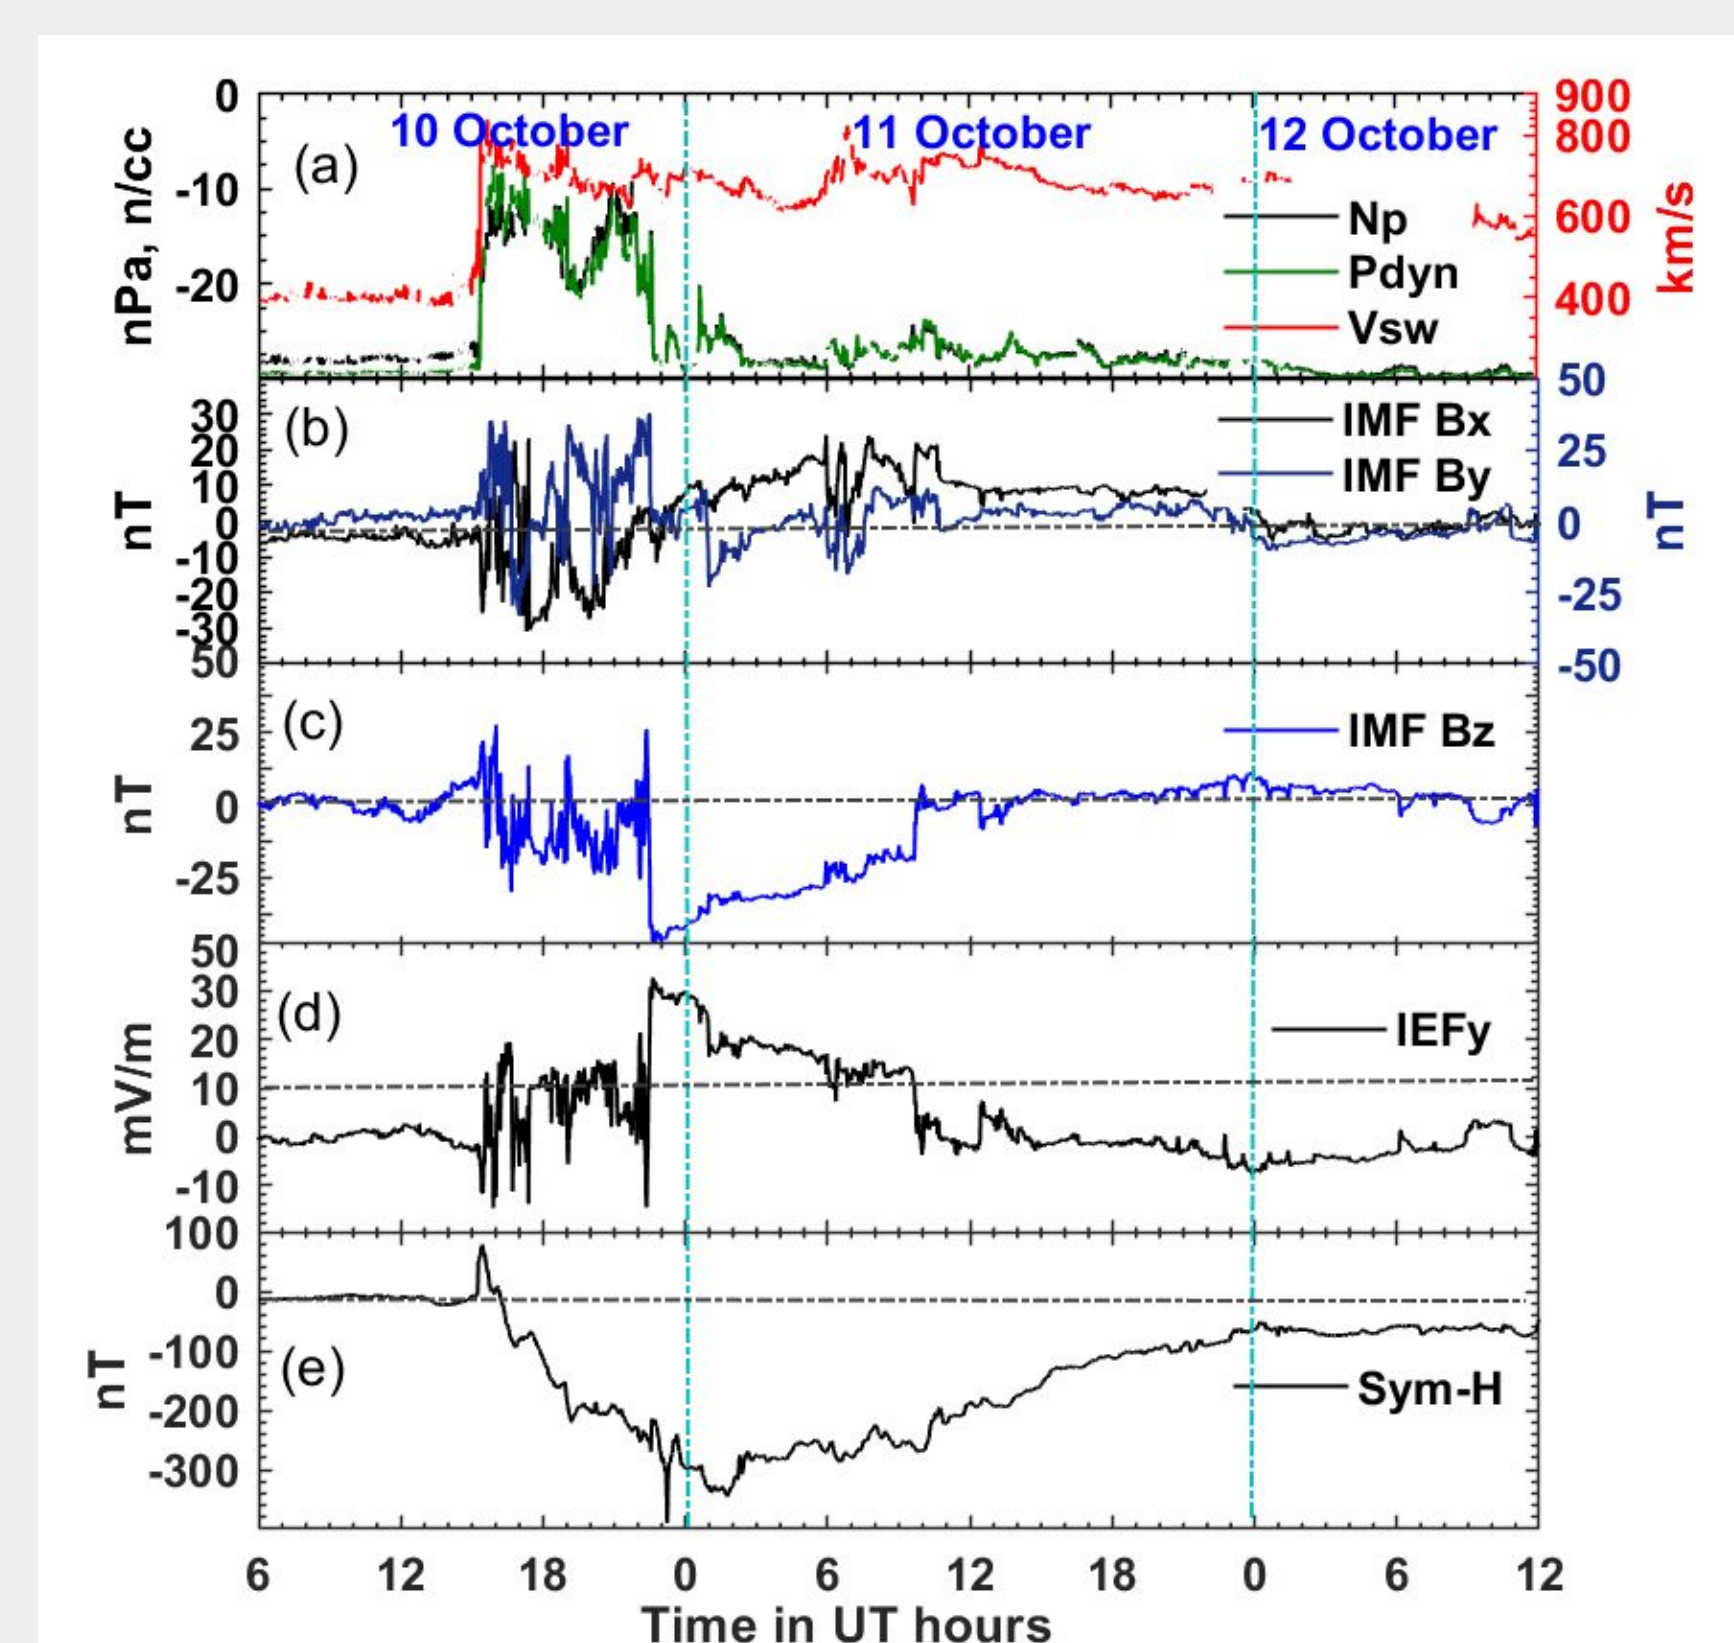 0
-10
-20
nPa, n/cc
(a)
10 October
11 October
12 October
Np
Pdyn
Vsw
900
800
600
400
km/s
30
20
10
0
-10
-20
-30
nT
(b)
IMF Bx
IMF By
50
25
0
-25
-50
nT
50
25
0
-25
nT
(c)
IMF Bz
50
30
20
10
0
-10
mV/m
(d)
IEFy
100
0
-100
-200
-300
nT
(e)
Sym-H
6 12 18 0 6 12 18 0 6 12
Time in UT hours